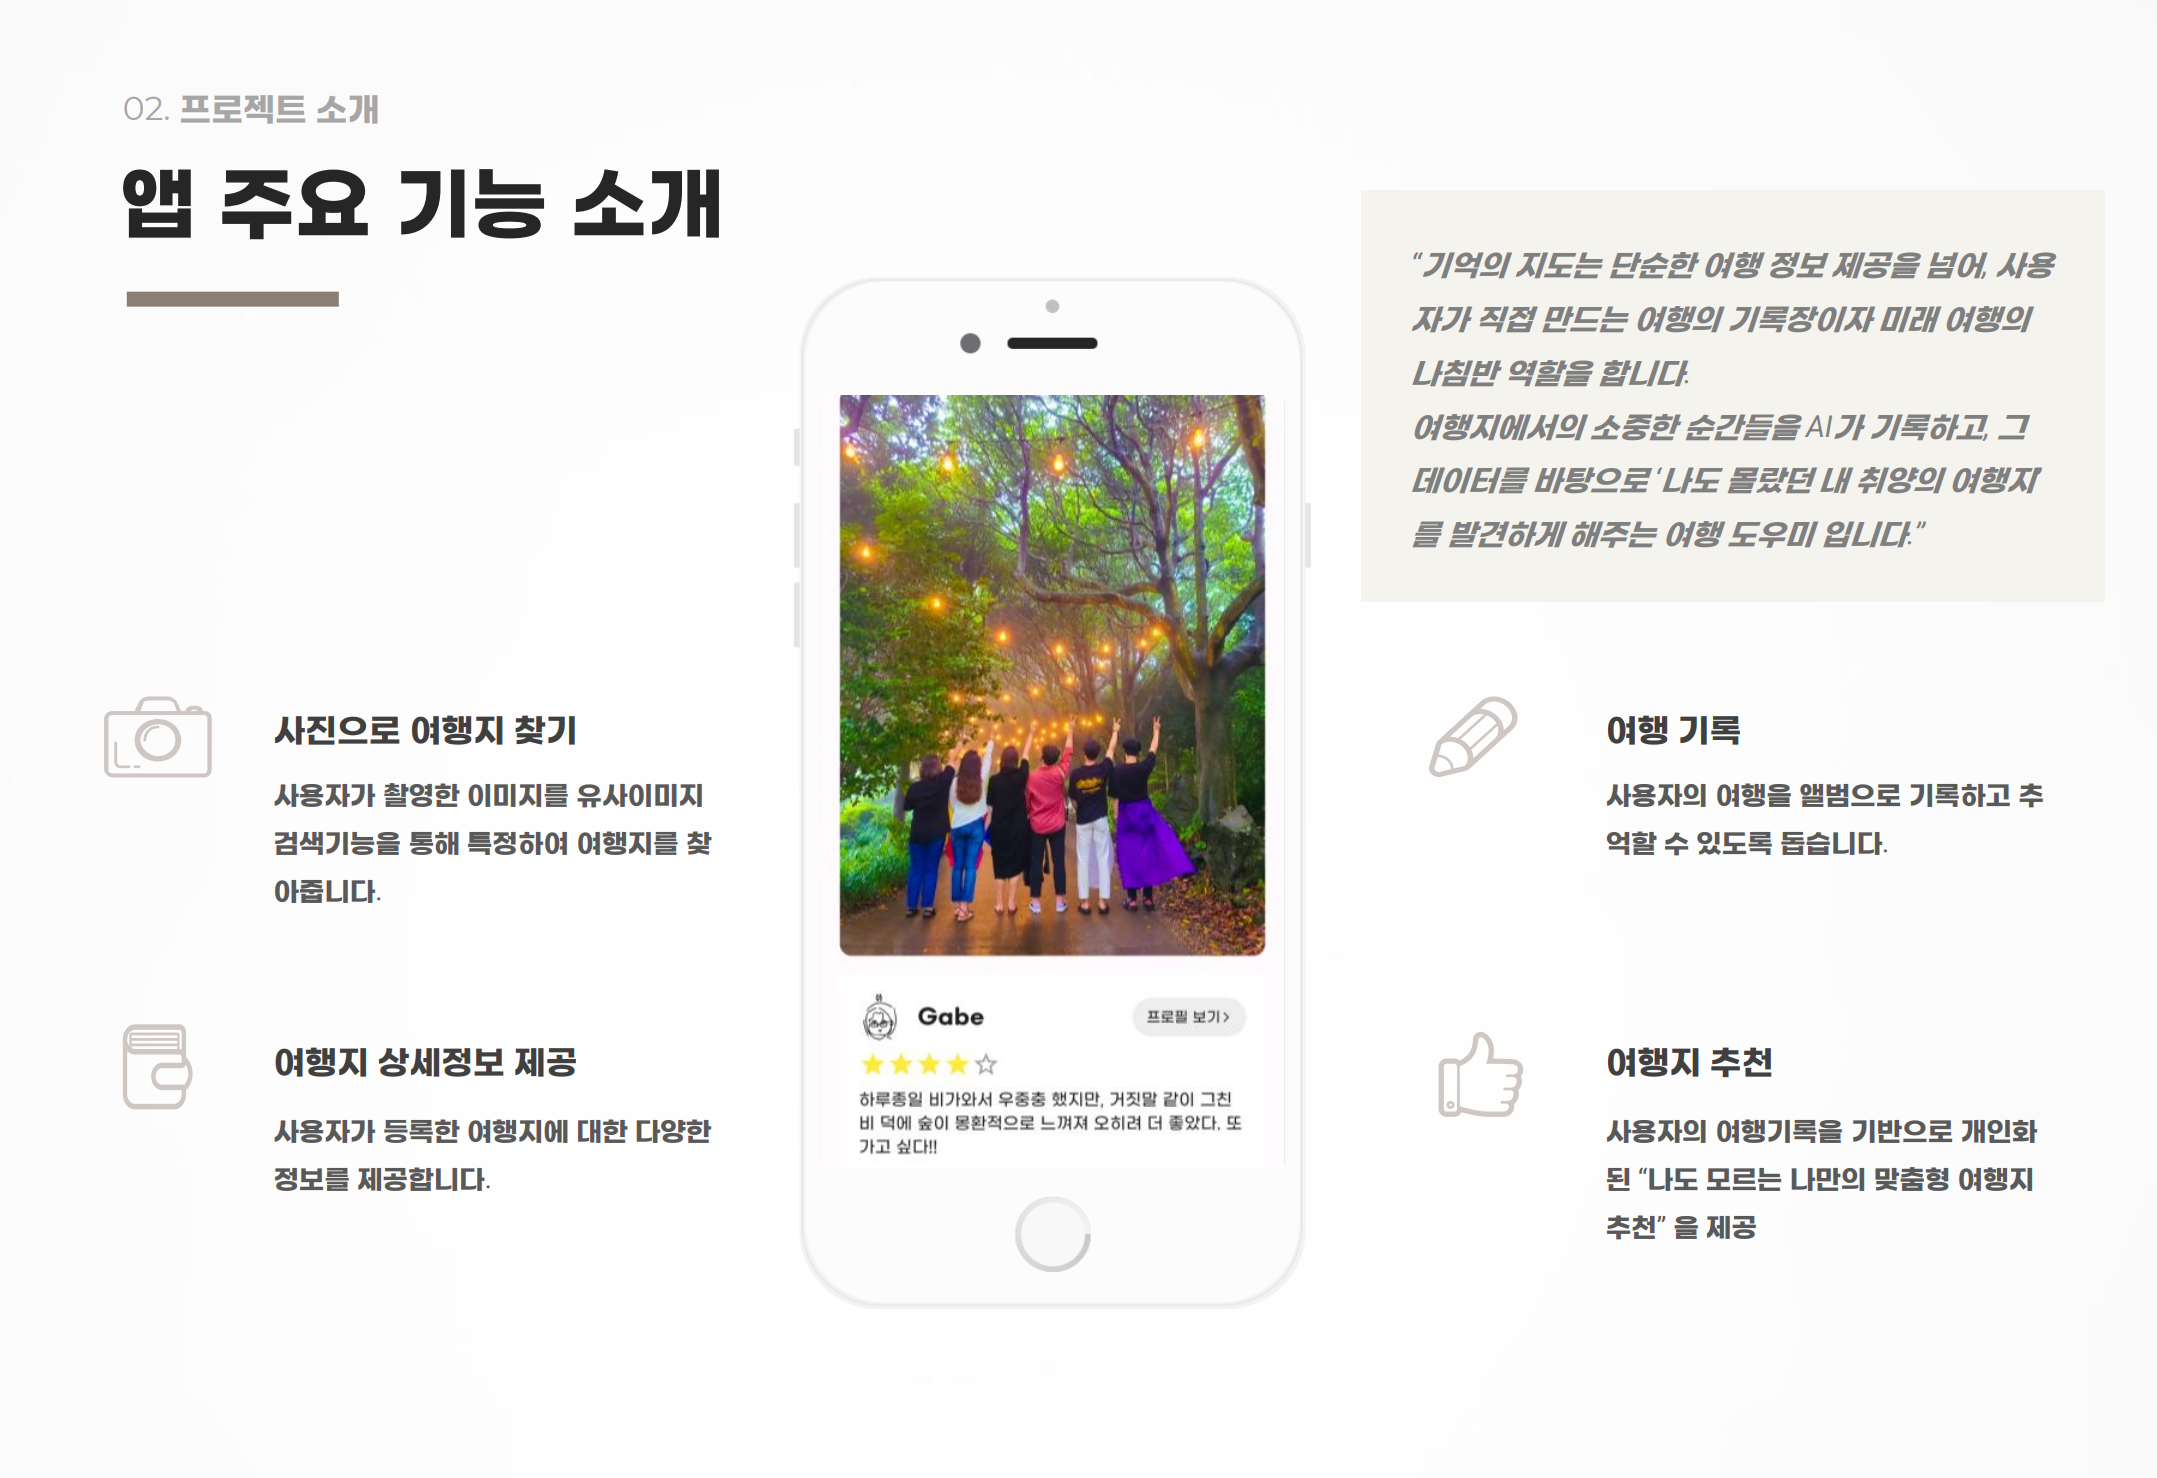 02. 프로젝트 소개
앱 주요 기능 소개
“기억의 지도는 단순한 여행 정보 제공을 넘어, 사용
자가 직접 만드는 여행의 기록장이자 미래 여행의
나침반 역할을 합니다.
여행지에서의 소중한 순간들을 AI가 기록하고, 그
데이터를 바탕으로 ‘나도 몰랐던 내 취양의 여행지’
를 발견하게 해주는 여행 도우미 입니다.”
사진으로 여행지 찾기
사용자가 촬영한 이미지를 유사이미지
검색기능을 통해 특정하여 여행지를 찾
아줍니다.
여행지 상세정보 제공
사용자가 등록한 여행지에 대한 다양한
정보를 제공합니다.
Gabe
프로필 보기>
하루종일 비가와서 우중충 했지만, 거짓말 같이 그친
비 덕에 숲이 몽환적으로 느껴져 오히려 더 좋았다. 또
가고 싶다!!
여행 기록
사용자의 여행을 앨범으로 기록하고 추
억할 수 있도록 돕습니다.
여행지 추천
사용자의 여행기록을 기반으로 개인화
된 “나도 모르는 나만의 맞춤형 여행지
추천” 을 제공